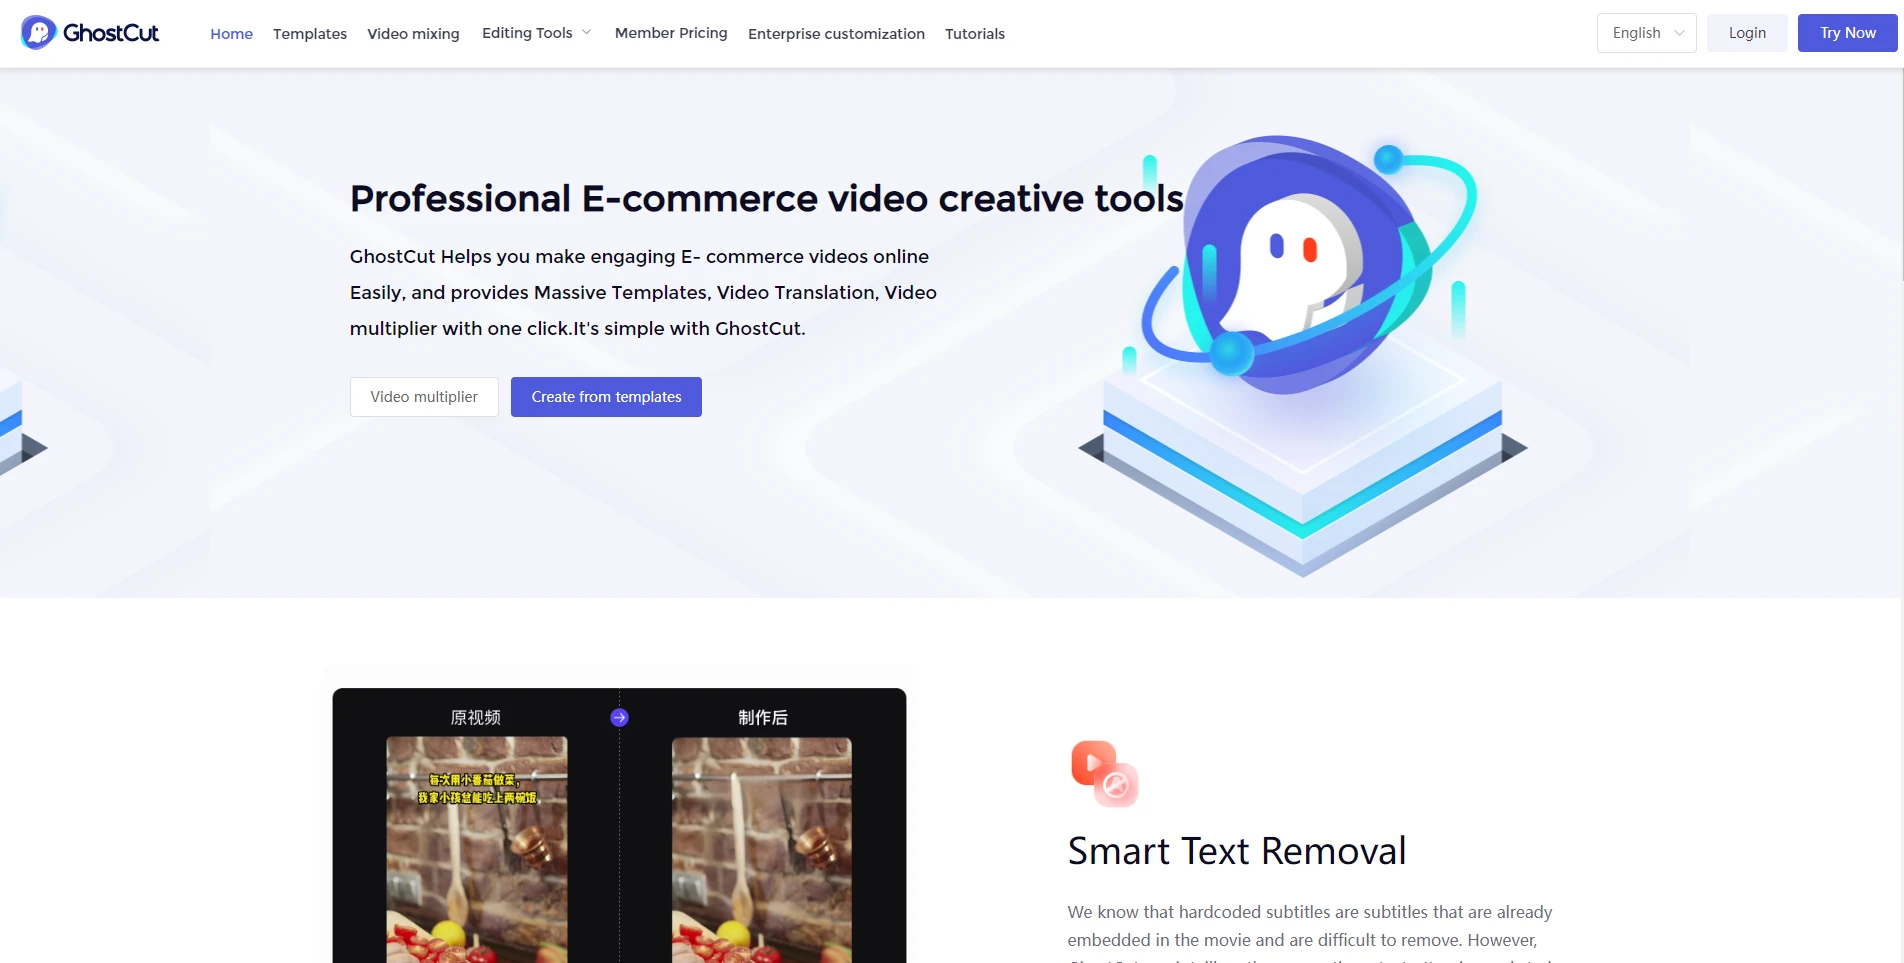 GhostCut
Home
Templates
Video mixing
Editing Tools
Member Pricing
Enterprise customization
Tutorials
English
Login
Try Now
Professional E-commerce video creative tools
GhostCut Helps you make engaging E- commerce videos online
Easily, and provides Massive Templates, Video Translation, Video
multiplier with one click.It's simple with GhostCut.
Video multiplier
Create from templates
原视频
制作后
每次用小番茄做菜，
我家小孩总能吃上两碗饭
Smart Text Removal
We know that hardcoded subtitles are subtitles that are already
embedded in the movie and are difficult to remove. However,